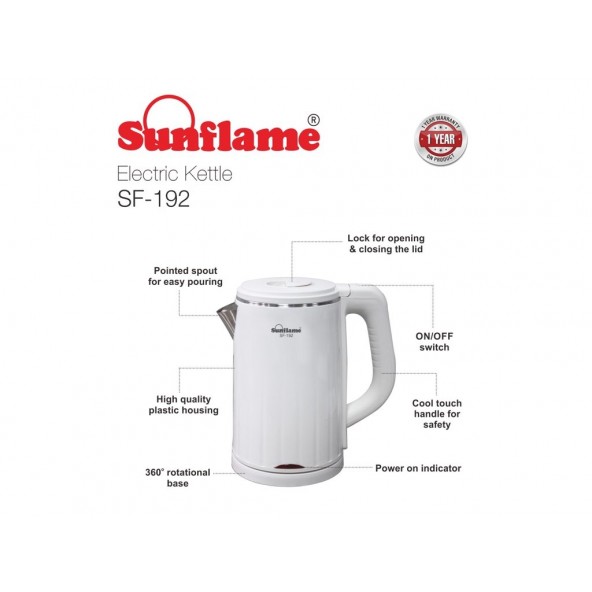 Sunflame®
Electric Kettle
SF-192
1 YEAR WARRANTY
1 YEAR
ON PRODUCT
Lock for opening
& closing the lid
Pointed spout
for easy pouring
ON/OFF
switch
Sunflame
SF-192
High quality
plastic housing
Cool touch
handle for
safety
360° rotational
base
Power on indicator